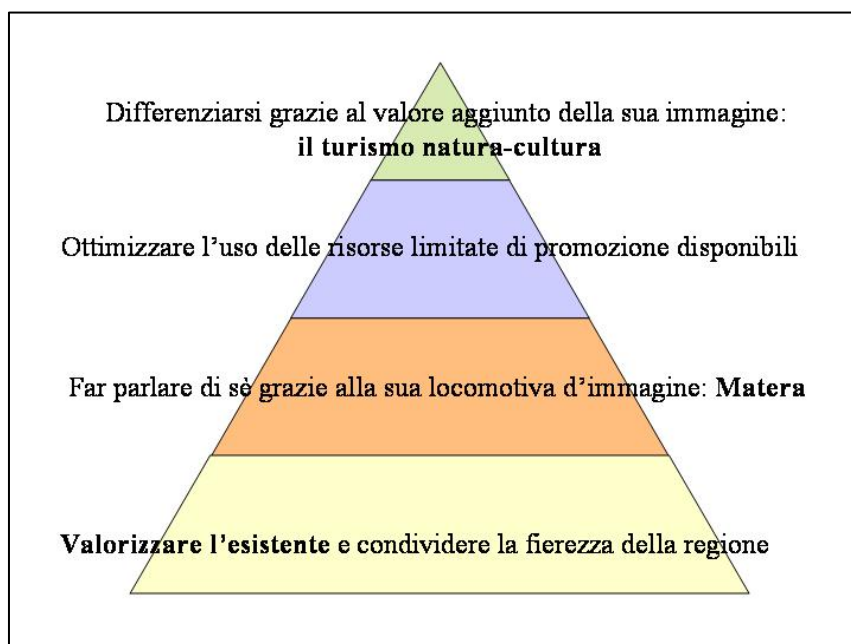 Differenziarsi grazie al valore aggiunto della sua immagine:
il turismo natura-cultura
Ottimizzare l’uso delle risorse limitate di promozione disponibili
Far parlare di sè grazie alla sua locomotiva d’immagine: Matera
Valorizzare l’esistente e condividere la fierezza della regione